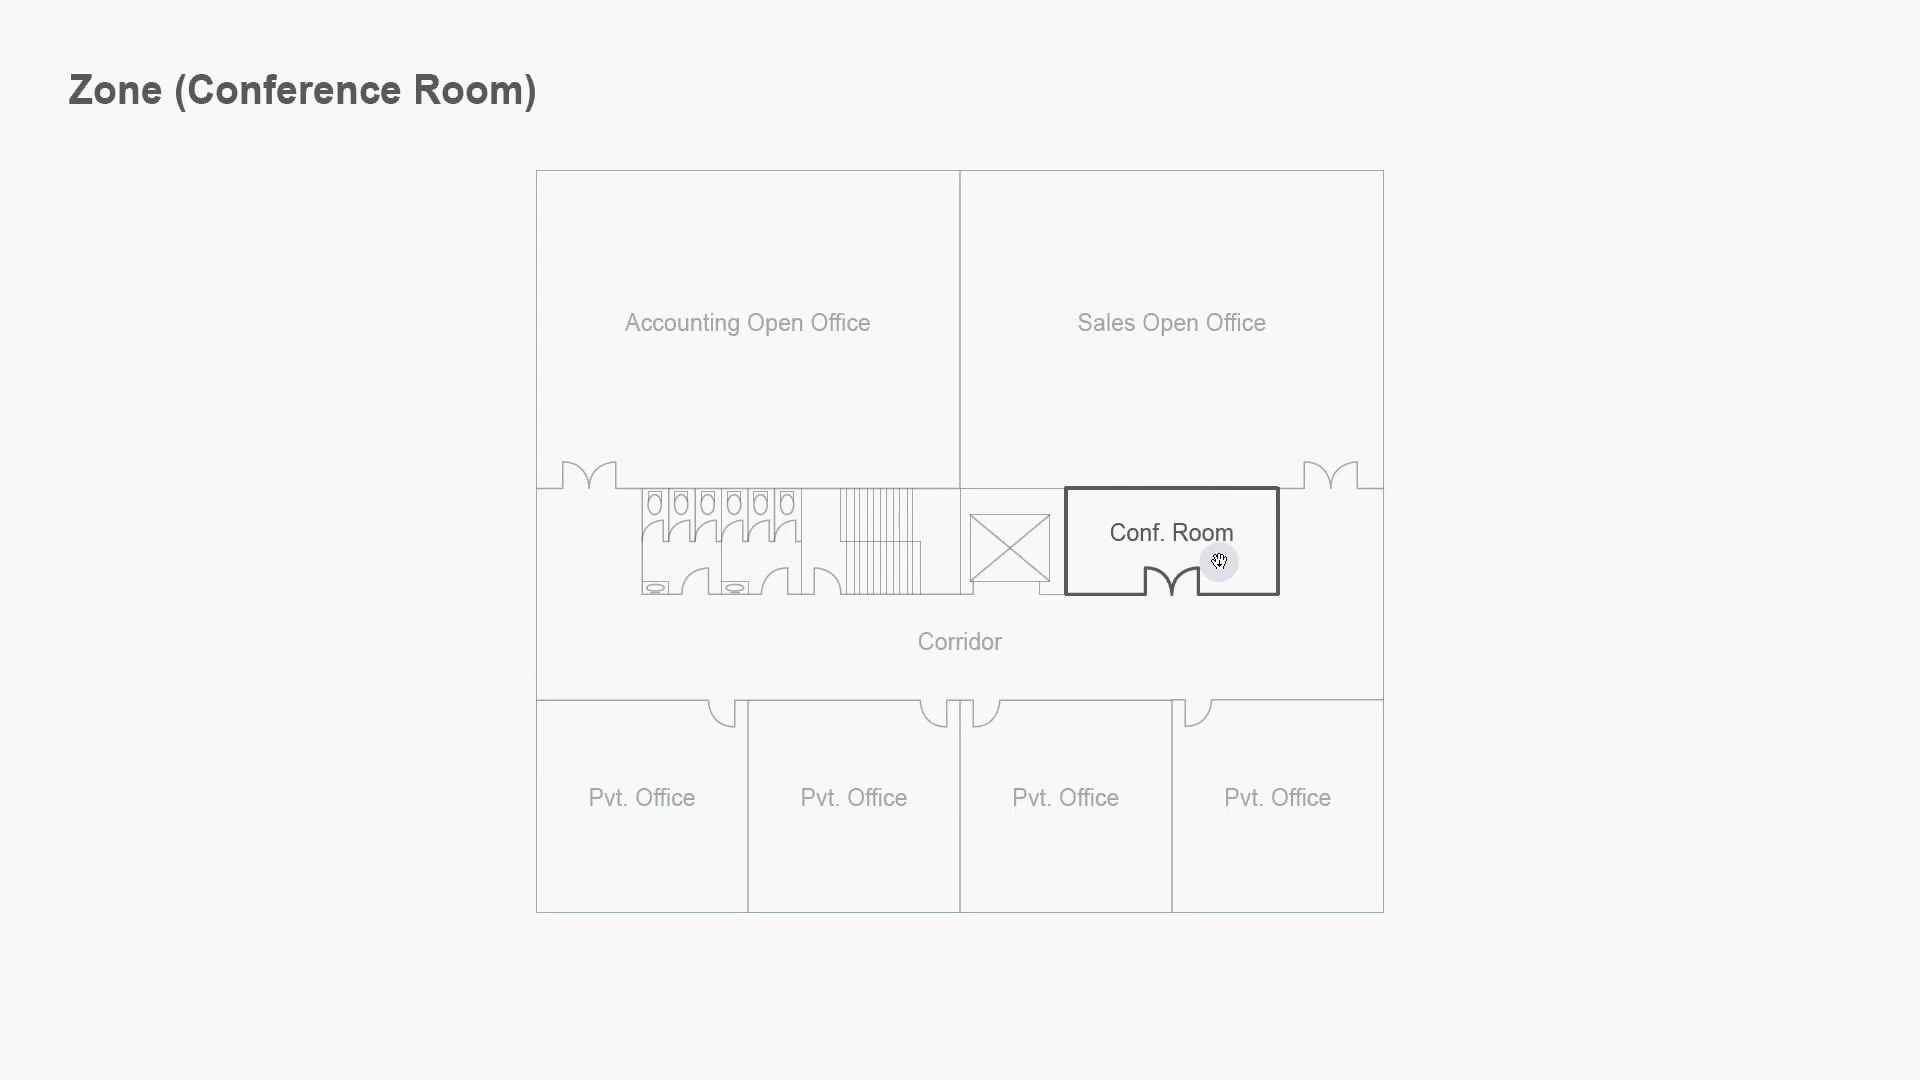 Zone (Conference Room)
Accounting Open Office
Sales Open Office
Conf. Room
Corridor
Pvt. Office
Pvt. Office
Pvt. Office
Pvt. Office